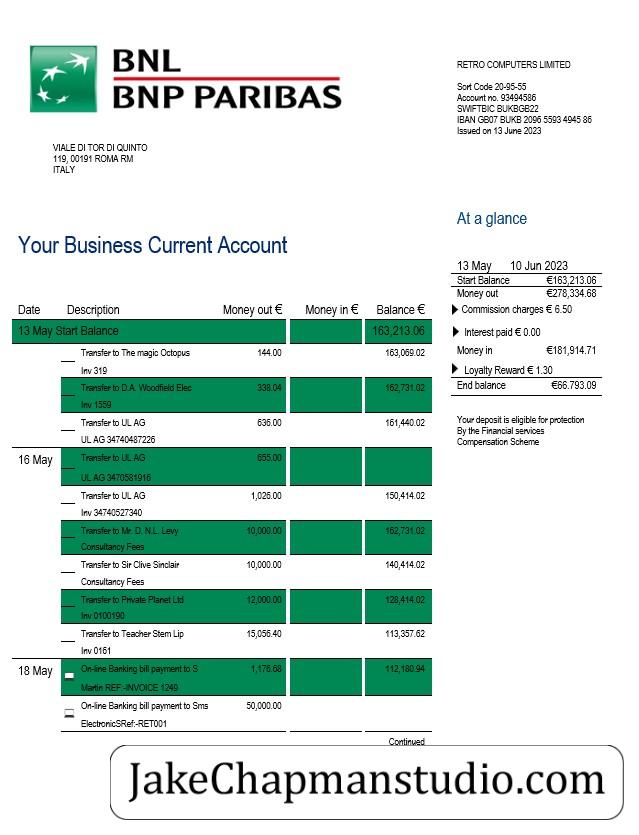 BNL
BNP PARIBAS
RETRO COMPUTERS LIMITED
Sort Code 20-95-55
Account no. 93494586
SWIFTBIC BUKBGB22
IBAN GB07 BUKB 2096 5593 4945 86
Issued on 13 June 2023
VIALE DI TOR DI QUINTO
119, 00191 ROMA RM
ITALY
At a glance
Your Business Current Account
13 May 10 Jun 2023
Start Balance €163,213.06
Money out €278,334.68
Commission charges € 6.50
Interest paid € 0.00
Money in €181,914.71
Loyalty Reward € 1.30
End balance €66.793.09
Your deposit is eligible for protection
By the Financial services
Compensation Scheme
Date Description Money out € Money in € Balance €
13 May Start Balance 163,213.06
Transfer to The magic Octopus 144.00 163,069.02
Inv 319
Transfer to D.A. Woodfield Elec 338.04 162,731.02
Inv 1559
Transfer to UL AG 636.00 161,440.02
UL AG 34740487226
16 May Transfer to UL AG 655.00
UL AG 3470581916
Transfer to UL AG 1,026.00 150,414.02
Inv 34740527340
Transfer to Mr. D. N.L. Levy 10,000.00 162,731.02
Consultancy Fees
Transfer to Sir Clive Sinclair 10,000.00 140,414.02
Consultancy Fees
Transfer to Private Planet Ltd 12,000.00 128,414.02
Inv 0100190
Transfer to Teacher Stem Lip 15,056.40 113,357.62
Inv 0161
18 May On-line Banking bill payment to S 1,176.68 112,180.94
Martin REF:-INVOICE 1249
On-line Banking bill payment to Sms 50,000.00
ElectronicSRef:-RET001
Continued
JakeChapmanstudio.com